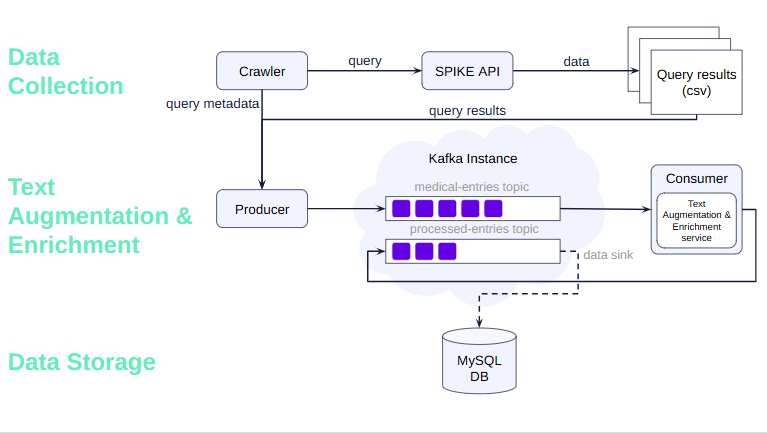 Data
Collection
Crawler
query
SPIKE API
data
Query results
(csv)
query metadata
query results
Text
Augmentation &
Enrichment
Producer
Kafka Instance
medical-entries topic
processed-entries topic
data sink
Consumer
Text
Augmentation &
Enrichment
service
Data Storage
MySQL
DB